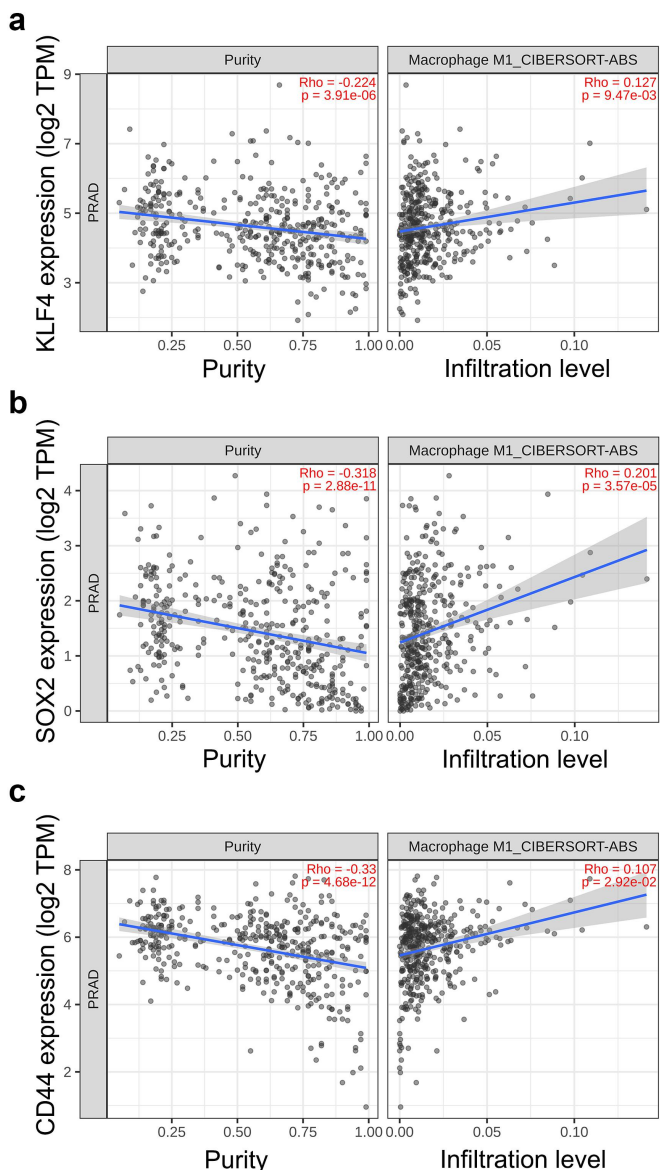 a
Purity
Macrophage M1_CIBERSORT-ABS
KLF4 expression (log2 TPM)
PRAD
9
7
5
3
Rho = -0.224
p = 3.91e-06
Rho = 0.127
p = 9.47e-03
0.25
0.50
0.75
1.00
0.00
0.05
0.10
Purity
Infiltration level
b
Purity
Macrophage M1_CIBERSORT-ABS
SOX2 expression (log2 TPM)
PRAD
4
3
2
1
0
Rho = -0.318
p = 2.88e-11
Rho = 0.201
p = 3.57e-05
0.25
0.50
0.75
1.00
0.00
0.05
0.10
Purity
Infiltration level
c
Purity
Macrophage M1_CIBERSORT-ABS
CD44 expression (log2 TPM)
PRAD
8
6
4
2
Rho = -0.33
p = 4.68e-12
Rho = 0.107
p = 2.92e-02
0.25
0.50
0.75
1.00
0.00
0.05
0.10
Purity
Infiltration level